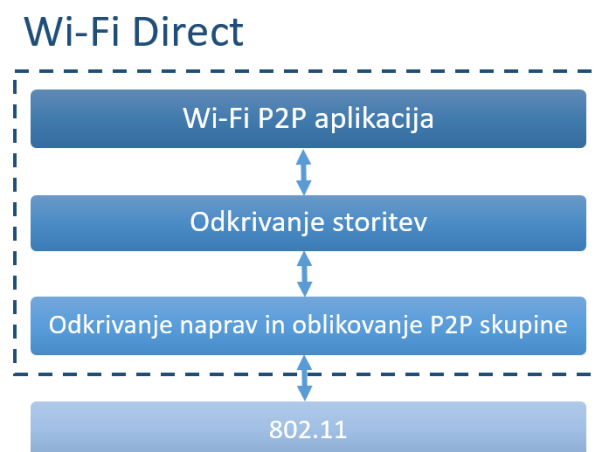 Wi-Fi Direct
Wi-Fi P2P aplikacija
Odkrivanje storitev
Odkrivanje naprav in oblikovanje P2P skupine
802.11